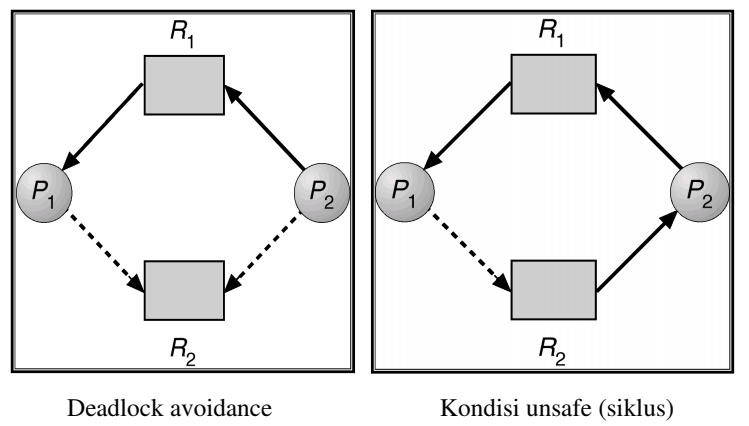 R1
P1
P2
R2
Deadlock avoidance
R1
P1
P2
R2
Kondisi unsafe (siklus)